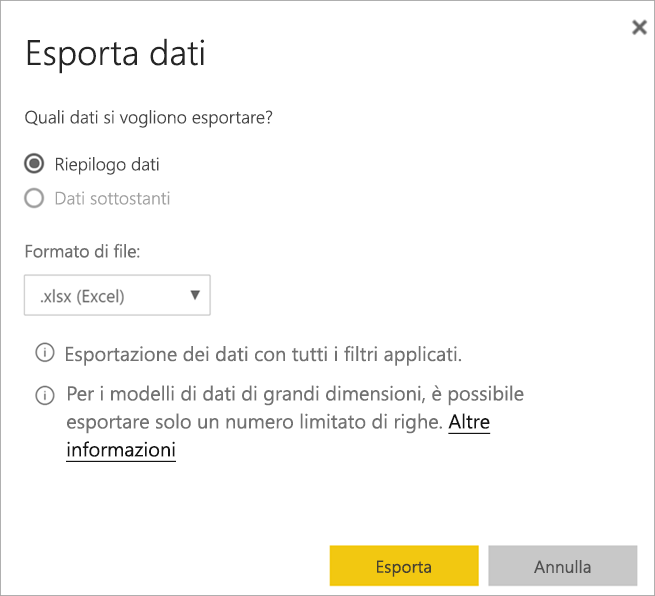 Esporta dati
Quali dati si vogliono esportare?
Riepilogo dati
Dati sottostanti
Formato di file:
.xlsx (Excel)
Esportazione dei dati con tutti i filtri applicati.
Per i modelli di dati di grandi dimensioni, è possibile
esportare solo un numero limitato di righe. Altre
informazioni
Esporta
Annulla